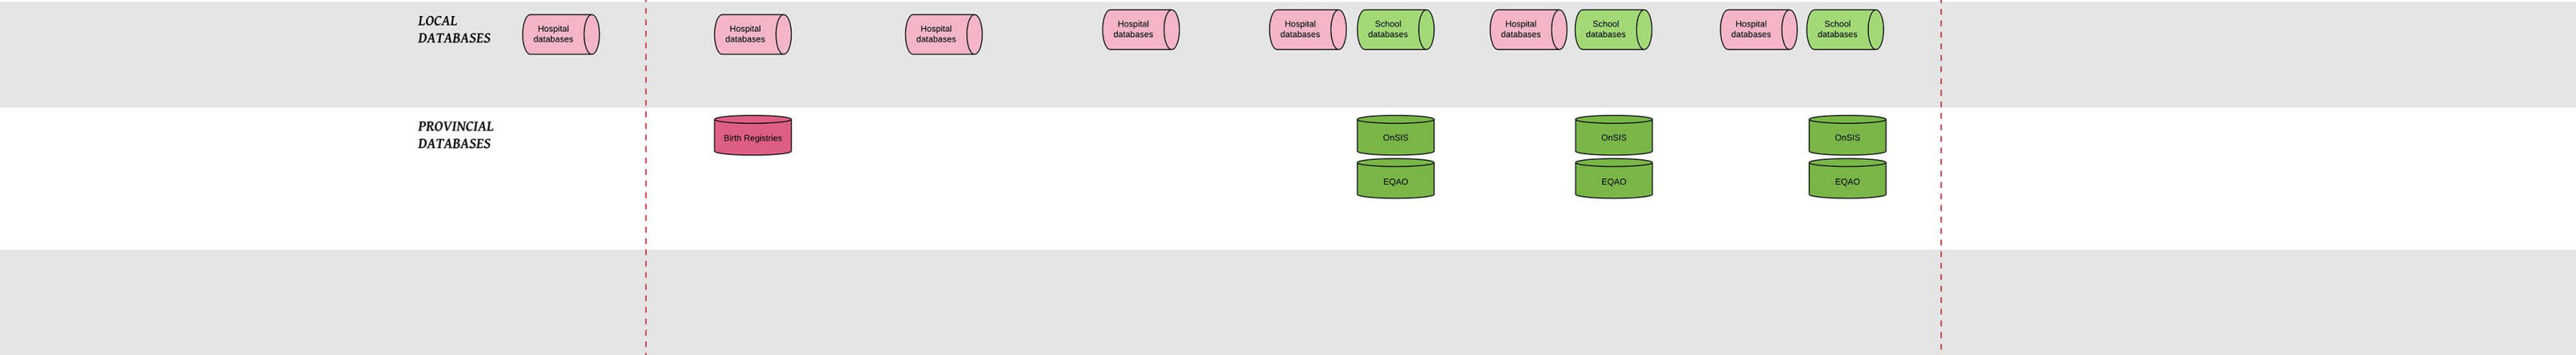 LOCAL
DATABASES
Hospital
databases
Hospital
databases
Hospital
databases
Hospital
databases
Hospital
databases
School
databases
Hospital
databases
School
databases
Hospital
databases
School
databases
PROVINCIAL
DATABASES
Birth Registries
OnSIS
OnSIS
OnSIS
EQAO
EQAO
EQAO